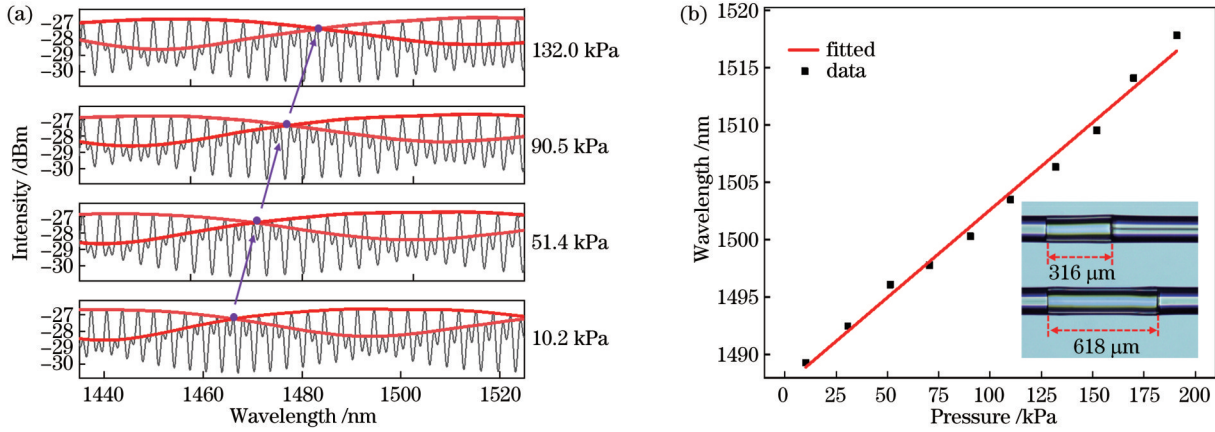 (a)
-27
-28
-29
-30
132.0 kPa
-27
-28
-29
-30
90.5 kPa
-27
-28
-29
-30
51.4 kPa
-27
-28
-29
-30
10.2 kPa
Intensity /dBm
1440 1460 1480 1500 1520
Wavelength /nm
(b)
1520
1515
1510
1505
1500
1495
1490
Wavelength /nm
fitted
data
316 μm
618 μm
0 25 50 75 100 125 150 175 200
Pressure /kPa